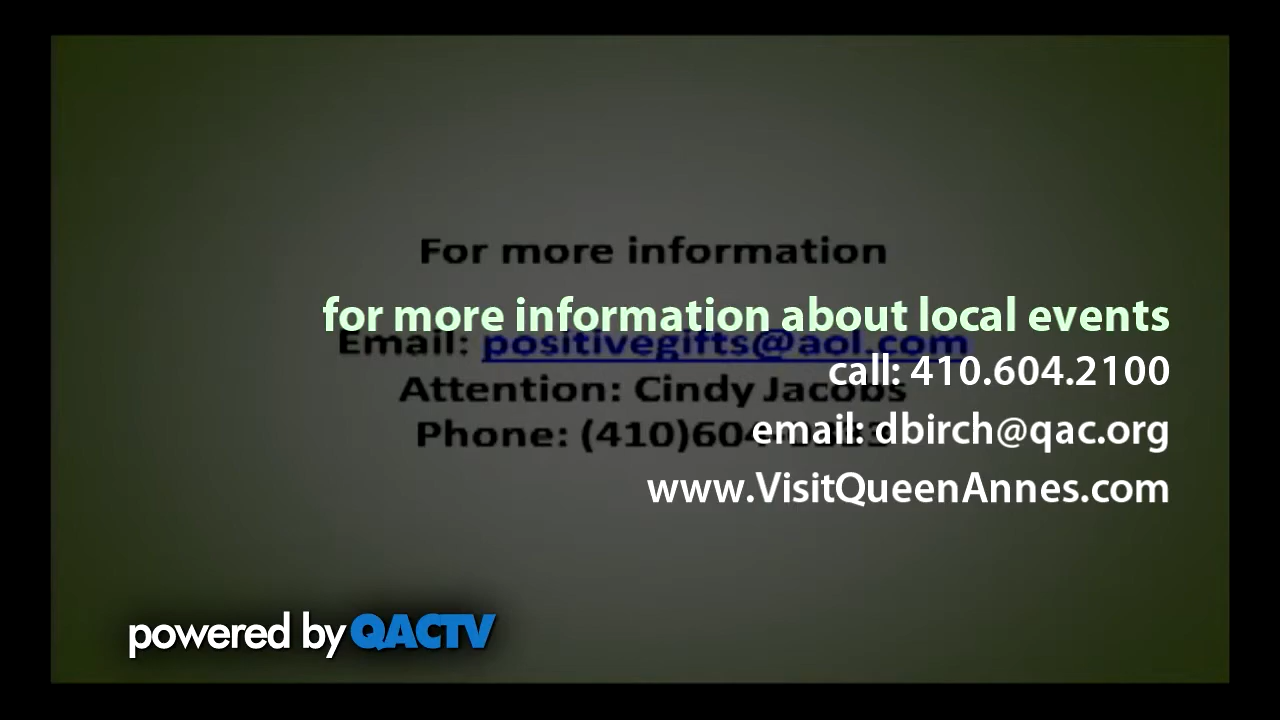 For more information
for more information about local events
Email: positivegifts@aol.com
call: 410.604.2100
Attention: Cindy Jacobs
Phone: (410)604-
email: dbirch@qac.org
www.VisitQueenAnnes.com
powered by QACTV